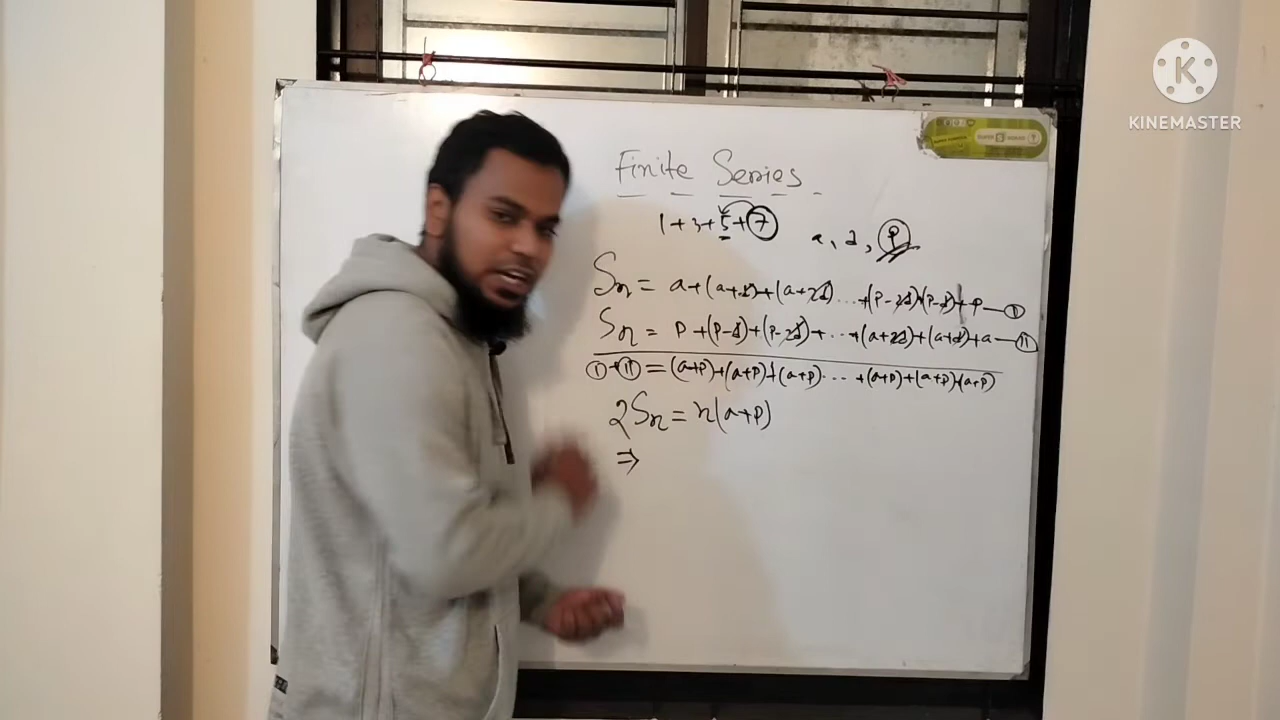 Finite Series
1 + 3 + 5 + 7
a, d, P
Sn = a + (a+d) + (a+2d) ... + (P-2d) + (P-d) + P — I
Sn = P + (P-d) + (P-2d) + ... + (a+2d) + (a+d) + a — II
I + II = (a+P) + (a+P) + (a+P) ... + (a+P) + (a+P) + (a+P)
2Sn = n(a+P)
⇒
KINEMASTER